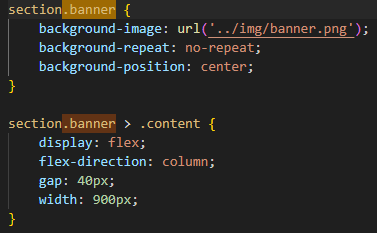 section.banner {
background-image: url('../img/banner.png');
background-repeat: no-repeat;
background-position: center;
}
section.banner > .content {
display: flex;
flex-direction: column;
gap: 40px;
width: 900px;
}